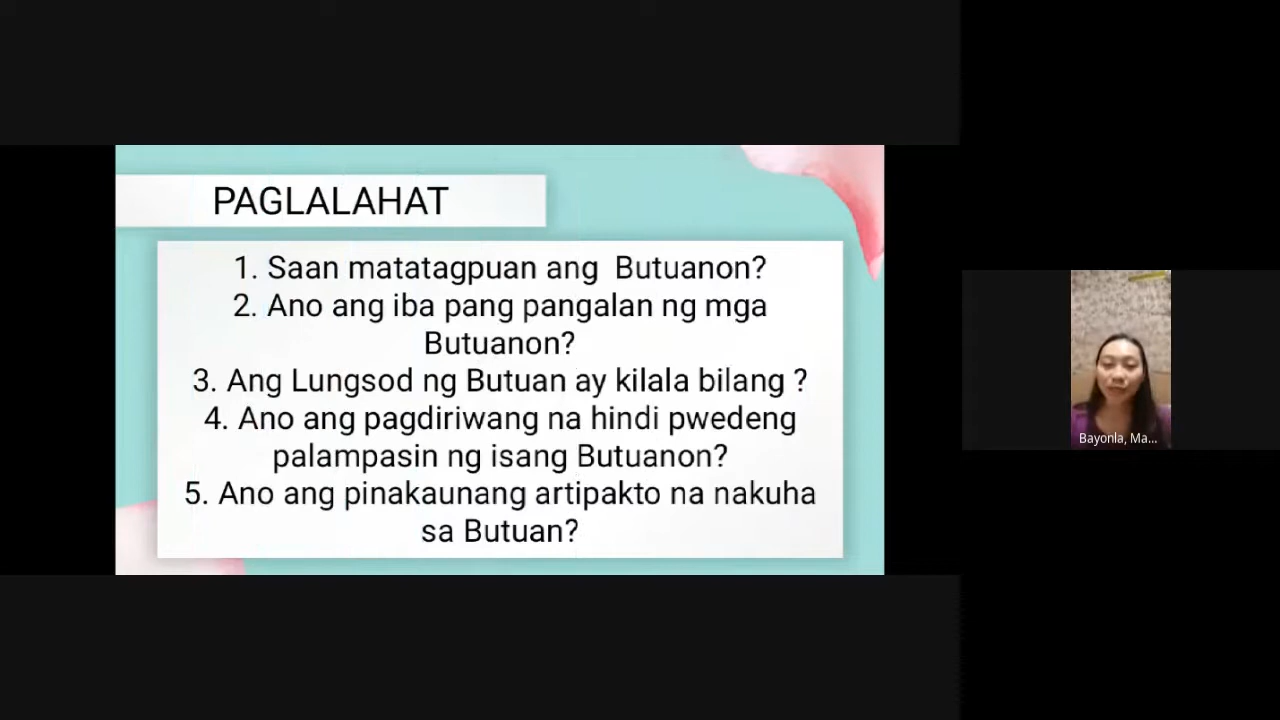 PAGLALAHAT
1. Saan matatagpuan ang Butuanon?
2. Ano ang iba pang pangalan ng mga
Butuanon?
3. Ang Lungsod ng Butuan ay kilala bilang ?
4. Ano ang pagdiriwang na hindi pwedeng
palampasin ng isang Butuanon?
5. Ano ang pinakaunang artipakto na nakuha
sa Butuan?
Bayonla, Ma...